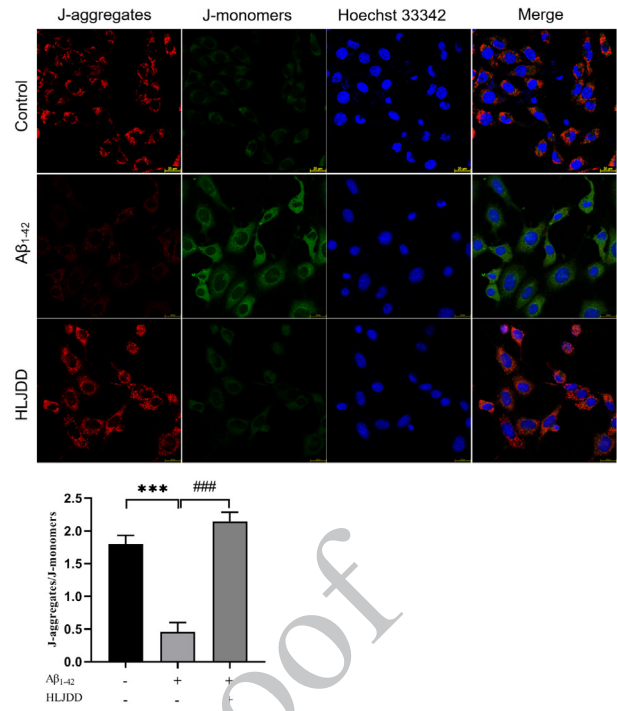 J-aggregates J-monomers Hoechst 33342 Merge
Control
Aβ1-42
HLJDD
*** ###
2.5
2.0
1.5
1.0
0.5
0.0
J-aggregates/J-monomers
Aβ1-42 - + +
HLJDD - - +
oof